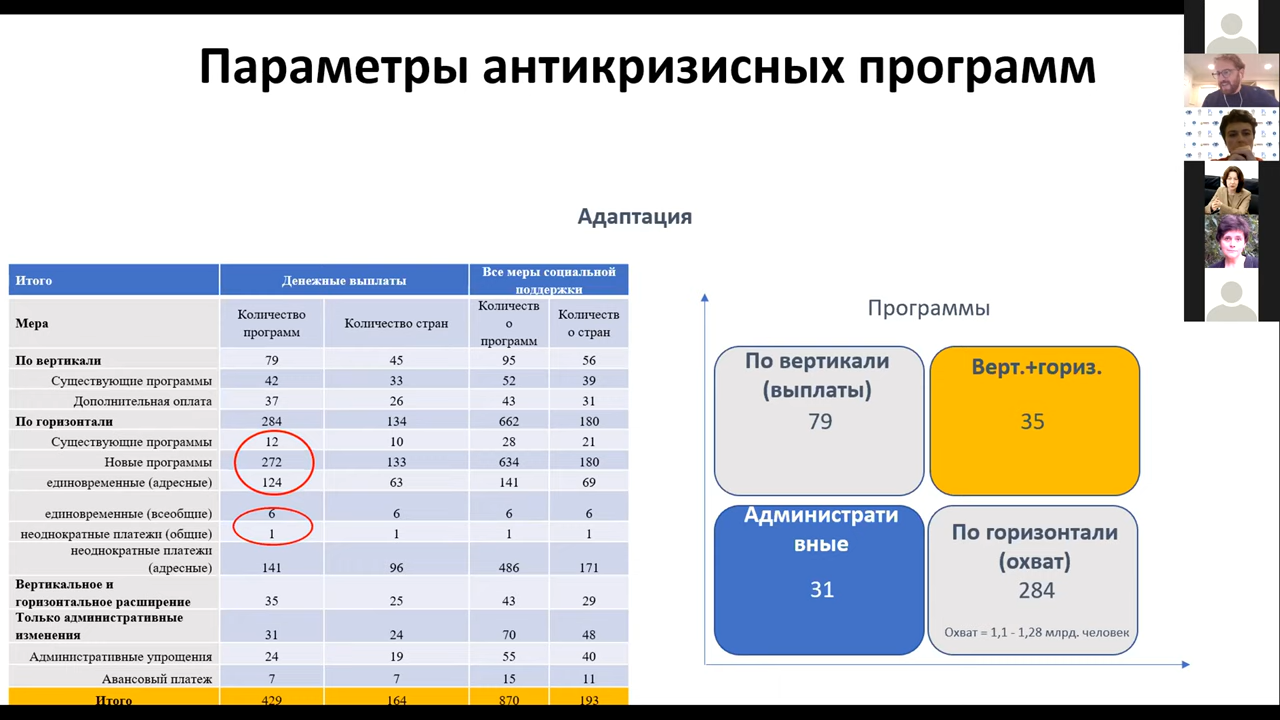 Параметры антикризисных программ
Адаптация
Итого Денежные выплаты Все меры социальной
поддержки
Мера Количество
программ Количество стран Количеств
о
программ Количеств
о стран
По вертикали 79 45 95 56
Существующие программы 42 33 52 39
Дополнительная оплата 37 26 43 31
По горизонтали 284 134 662 180
Существующие программы 12 10 28 21
Новые программы 272 133 634 180
единовременные (адресные) 124 63 141 69
единовременные (всеобщие) 6 6 6 6
неоднократные платежи (общие) 1 1 1 1
неоднократные платежи
(адресные) 141 96 486 171
Вертикальное и
горизонтальное расширение 35 25 43 29
Только административные
изменения 31 24 70 48
Административные упрощения 24 19 55 40
Авансовый платеж 7 7 15 11
Итого 429 164 870 193
Программы
По вертикали
(выплаты)
79
Верт.+гориз.
35
Администрати
вные
31
По горизонтали
(охват)
284
Охват = 1,1 - 1,28 млрд. человек